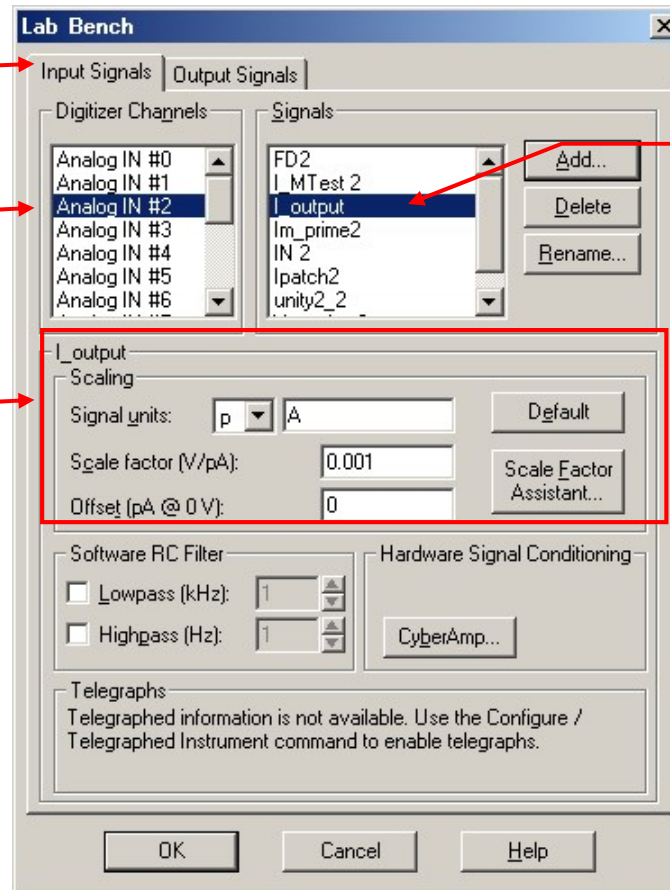 Lab Bench
Input Signals
Output Signals
Digitizer Channels
Analog IN #0
Analog IN #1
Analog IN #2
Analog IN #3
Analog IN #4
Analog IN #5
Analog IN #6
Signals
FD2
I_MTest 2
I_output
Im_prime2
IN 2
Ipatch2
unity2_2
Add...
Delete
Rename...
I_output
Scaling
Signal units: p A
Default
Scale factor (V/pA): 0.001
Scale Factor
Assistant...
Offset (pA @ 0 V): 0
Software RC Filter
Lowpass (kHz): 1
Highpass (Hz): 1
Hardware Signal Conditioning
CyberAmp...
Telegraphs
Telegraphed information is not available. Use the Configure /
Telegraphed Instrument command to enable telegraphs.
OK
Cancel
Help